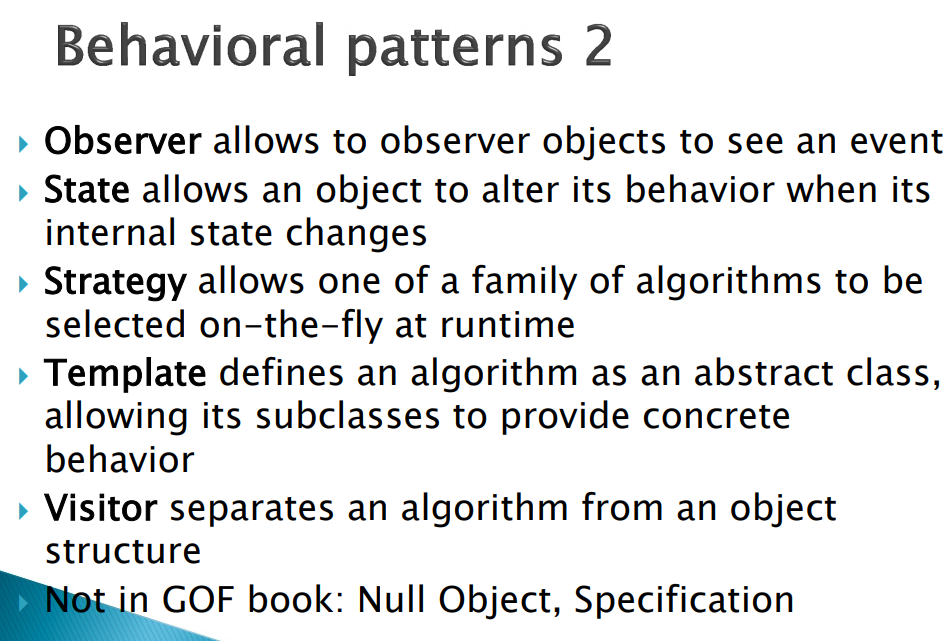 Behavioral patterns 2
Observer allows to observer objects to see an event
State allows an object to alter its behavior when its
internal state changes
Strategy allows one of a family of algorithms to be
selected on-the-fly at runtime
Template defines an algorithm as an abstract class,
allowing its subclasses to provide concrete
behavior
Visitor separates an algorithm from an object
structure
Not in GOF book: Null Object, Specification